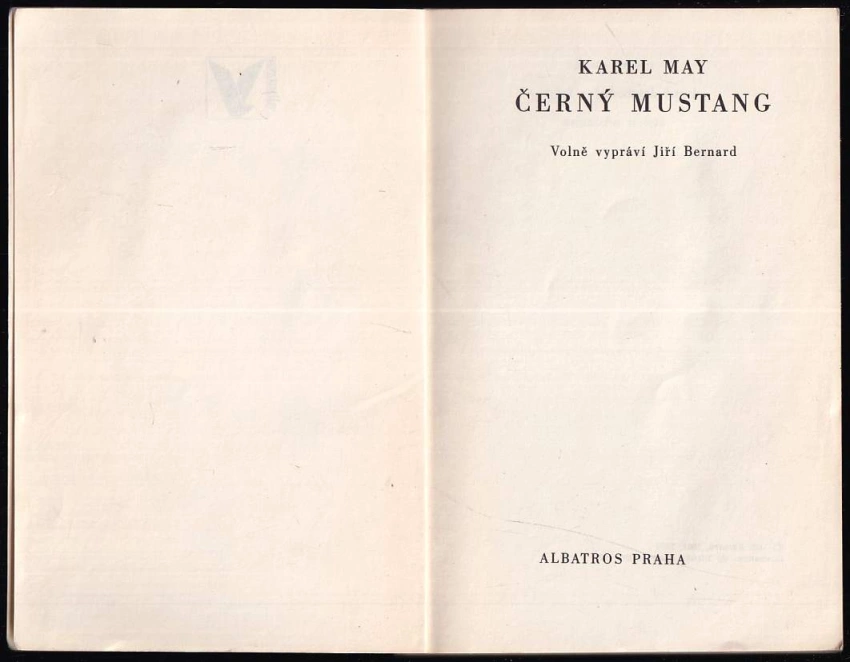 KAREL MAY
ČERNÝ MUSTANG
Volně vypráví Jiří Bernard
ALBATROS PRAHA